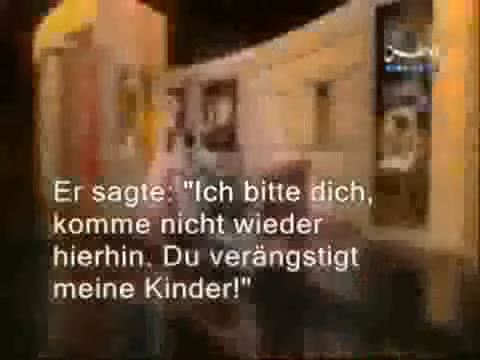 Er sagte: "Ich bitte dich,
komme nicht wieder
hierhin. Du verängstigt
meine Kinder!"